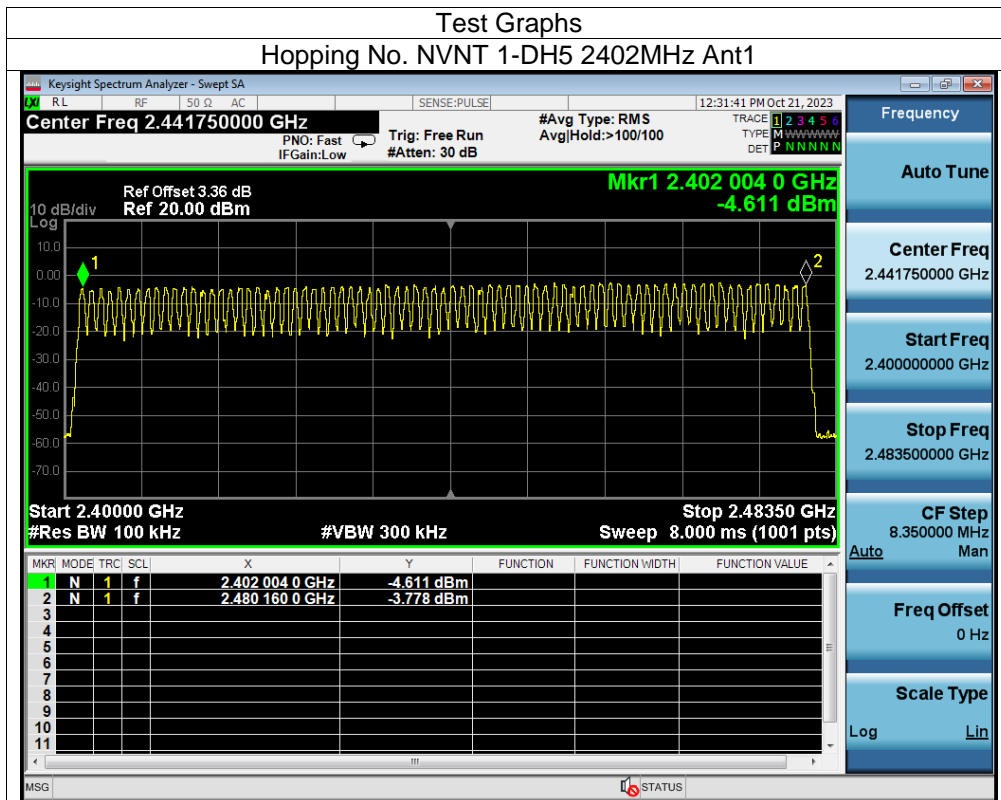 Test Graphs
Hopping No. NVNT 1-DH5 2402MHz Ant1
Keysight Spectrum Analyzer - Swept SA
LXI RL RF 50 Ω AC SENSE:PULSE 12:31:41 PM Oct 21, 2023
Center Freq 2.441750000 GHz
PNO: Fast
IFGain:Low
Trig: Free Run
#Atten: 30 dB
#Avg Type: RMS
Avg|Hold:>100/100
TRACE 1 2 3 4 5 6
TYPE M WWWWW
DET P N N N N N
Ref Offset 3.36 dB
Ref 20.00 dBm
10 dB/div
Log
Mkr1 2.402 004 0 GHz
-4.611 dBm
10.0
0.00
-10.0
-20.0
-30.0
-40.0
-50.0
-60.0
-70.0
1
2
Start 2.40000 GHz
Stop 2.48350 GHz
#Res BW 100 kHz
#VBW 300 kHz
Sweep 8.000 ms (1001 pts)
MKR MODE TRC SCL X Y FUNCTION FUNCTION WIDTH FUNCTION VALUE
1 N 1 f 2.402 004 0 GHz -4.611 dBm
2 N 1 f 2.480 160 0 GHz -3.778 dBm
3
4
5
6
7
8
9
10
11
MSG
STATUS
Frequency
Auto Tune
Center Freq
2.441750000 GHz
Start Freq
2.400000000 GHz
Stop Freq
2.483500000 GHz
CF Step
8.350000 MHz
Auto Man
Freq Offset
0 Hz
Scale Type
Log Lin